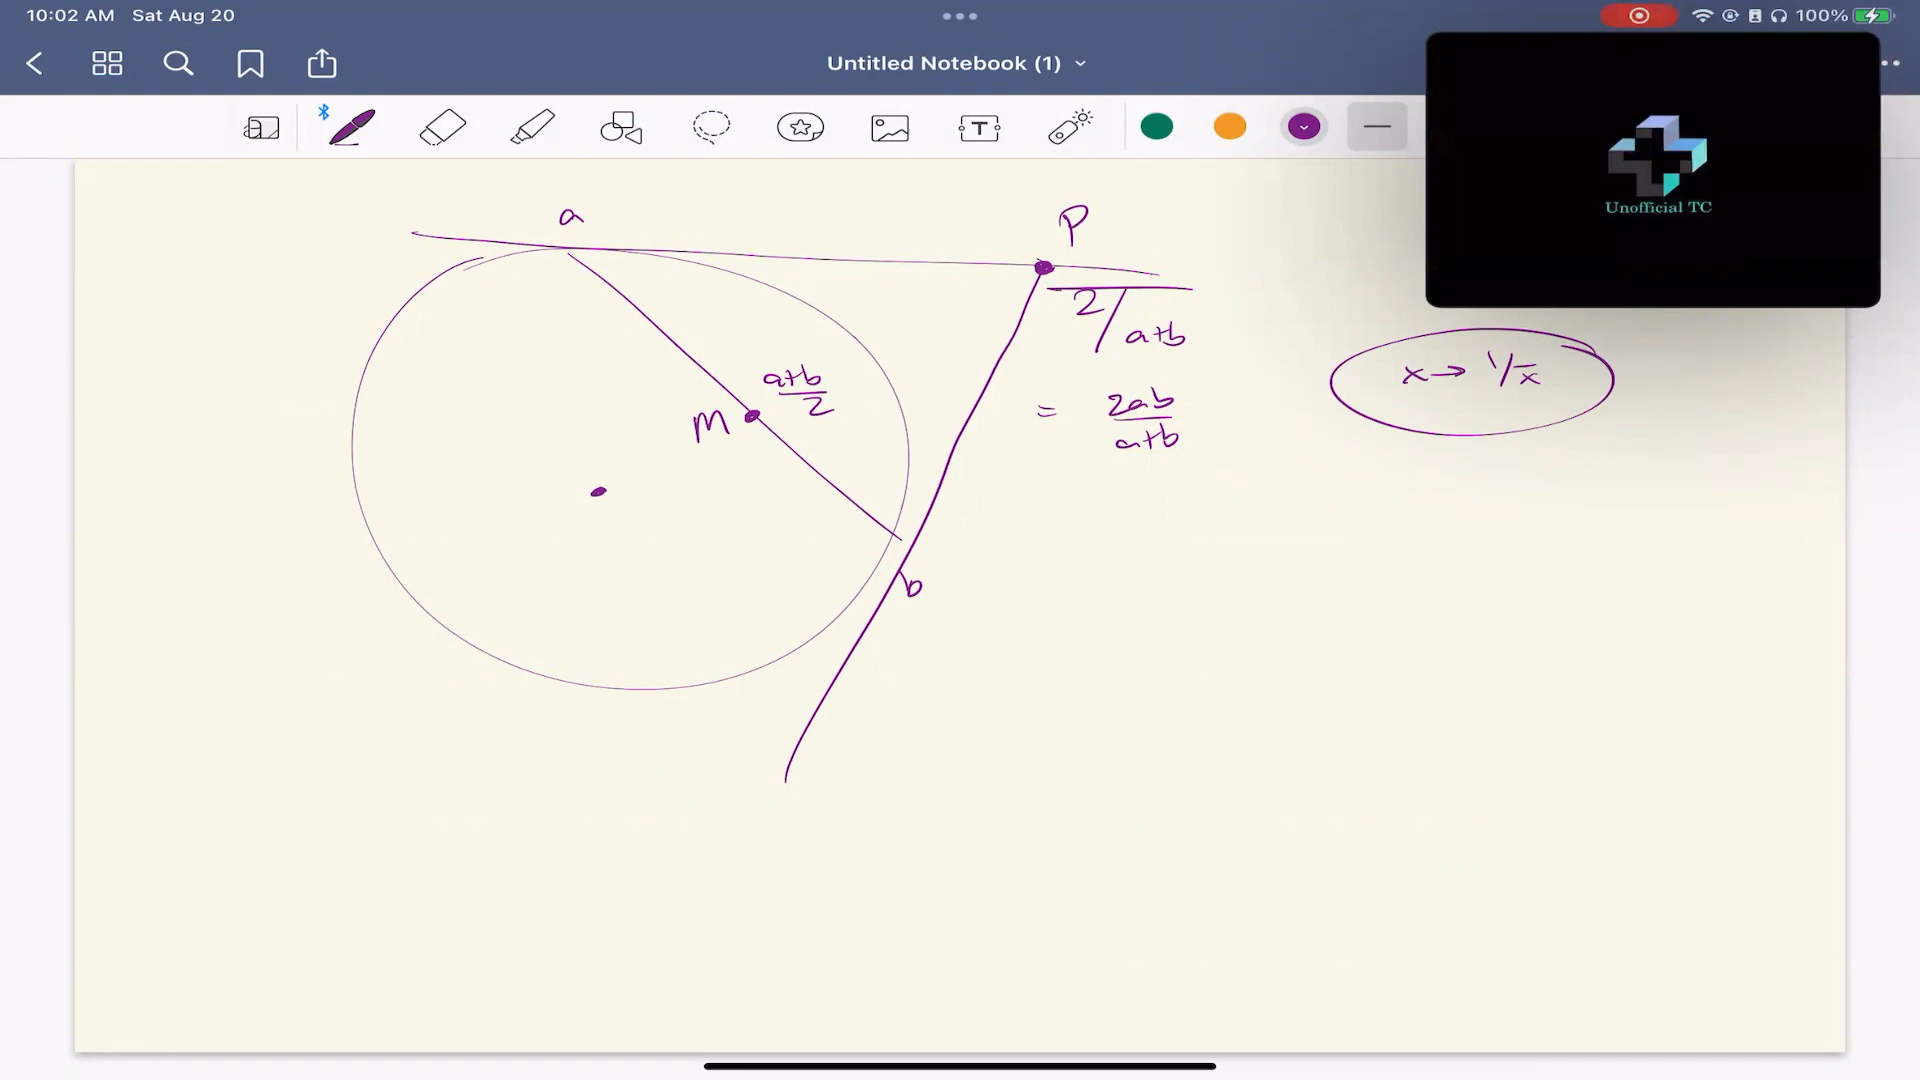 10:02 AM Sat Aug 20
100%
Untitled Notebook (1)
T
Unofficial TC
a
P
2/a+b
x → 1/x̄
a+b
2
M
= 2ab
a+b
b